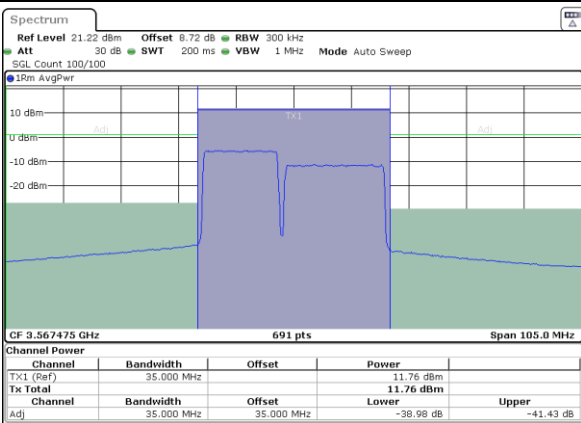 Spectrum
Ref Level 21.22 dBm Offset 8.72 dB RBW 300 kHz
Att 30 dB SWT 200 ms VBW 1 MHz Mode Auto Sweep
SGL Count 100/100
1Rm AvgPwr
TX1
10 dBm
Adj Adj
0 dBm
-10 dBm
-20 dBm
CF 3.567475 GHz 691 pts Span 105.0 MHz
Channel Power
Channel Bandwidth Offset Power
TX1 (Ref) 35.000 MHz 11.76 dBm
Tx Total 11.76 dBm
Channel Bandwidth Offset Lower Upper
Adj 35.000 MHz 35.000 MHz -38.98 dB -41.43 dB